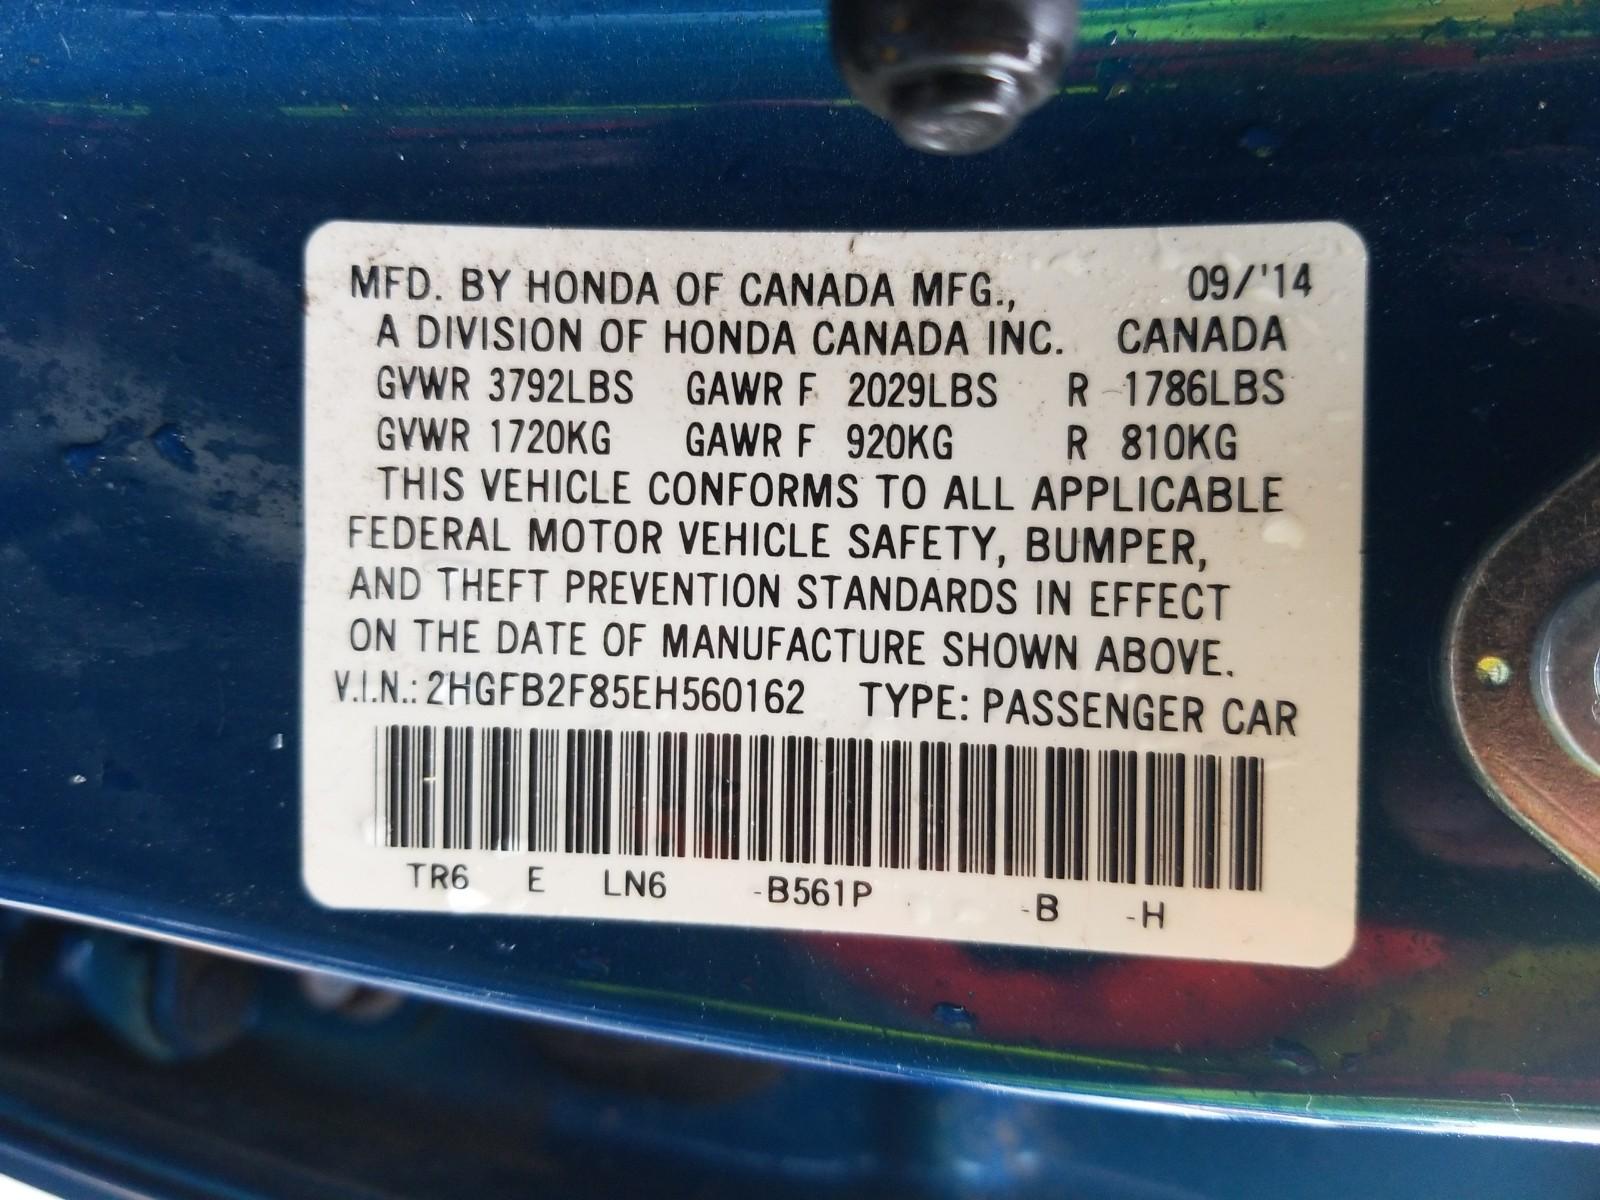 MFD. BY HONDA OF CANADA MFG., 09/'14
A DIVISION OF HONDA CANADA INC. CANADA
GVWR 3792LBS GAWR F 2029LBS R 1786LBS
GVWR 1720KG GAWR F 920KG R 810KG
THIS VEHICLE CONFORMS TO ALL APPLICABLE
FEDERAL MOTOR VEHICLE SAFETY, BUMPER,
AND THEFT PREVENTION STANDARDS IN EFFECT
ON THE DATE OF MANUFACTURE SHOWN ABOVE.
V.I.N.: 2HGFB2F85EH560162 TYPE: PASSENGER CAR
TR6 E LN6 -B561P -B -H